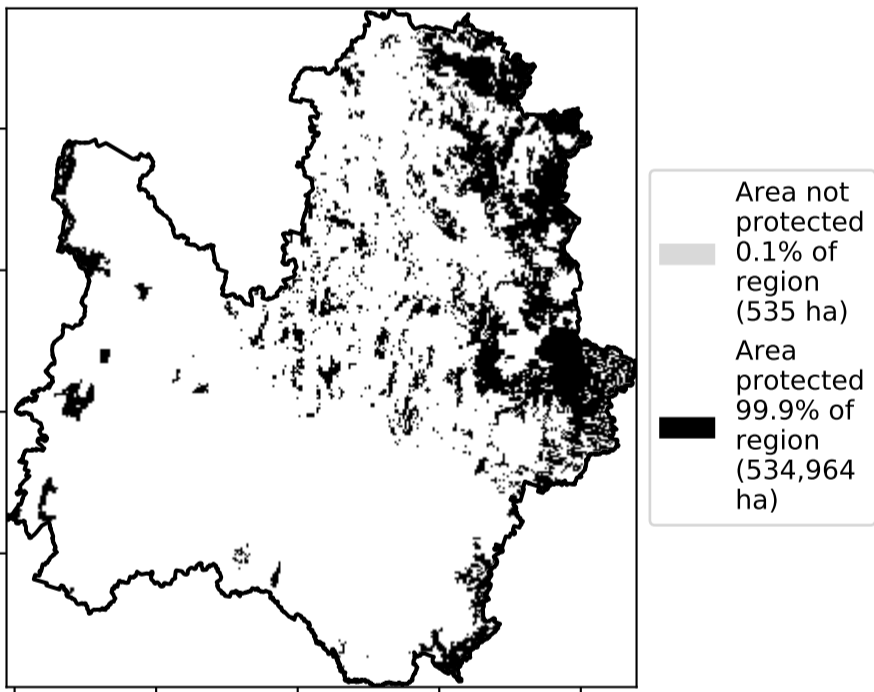 Area not
protected
0.1% of
region
(535 ha)
Area
protected
99.9% of
region
(534,964
ha)